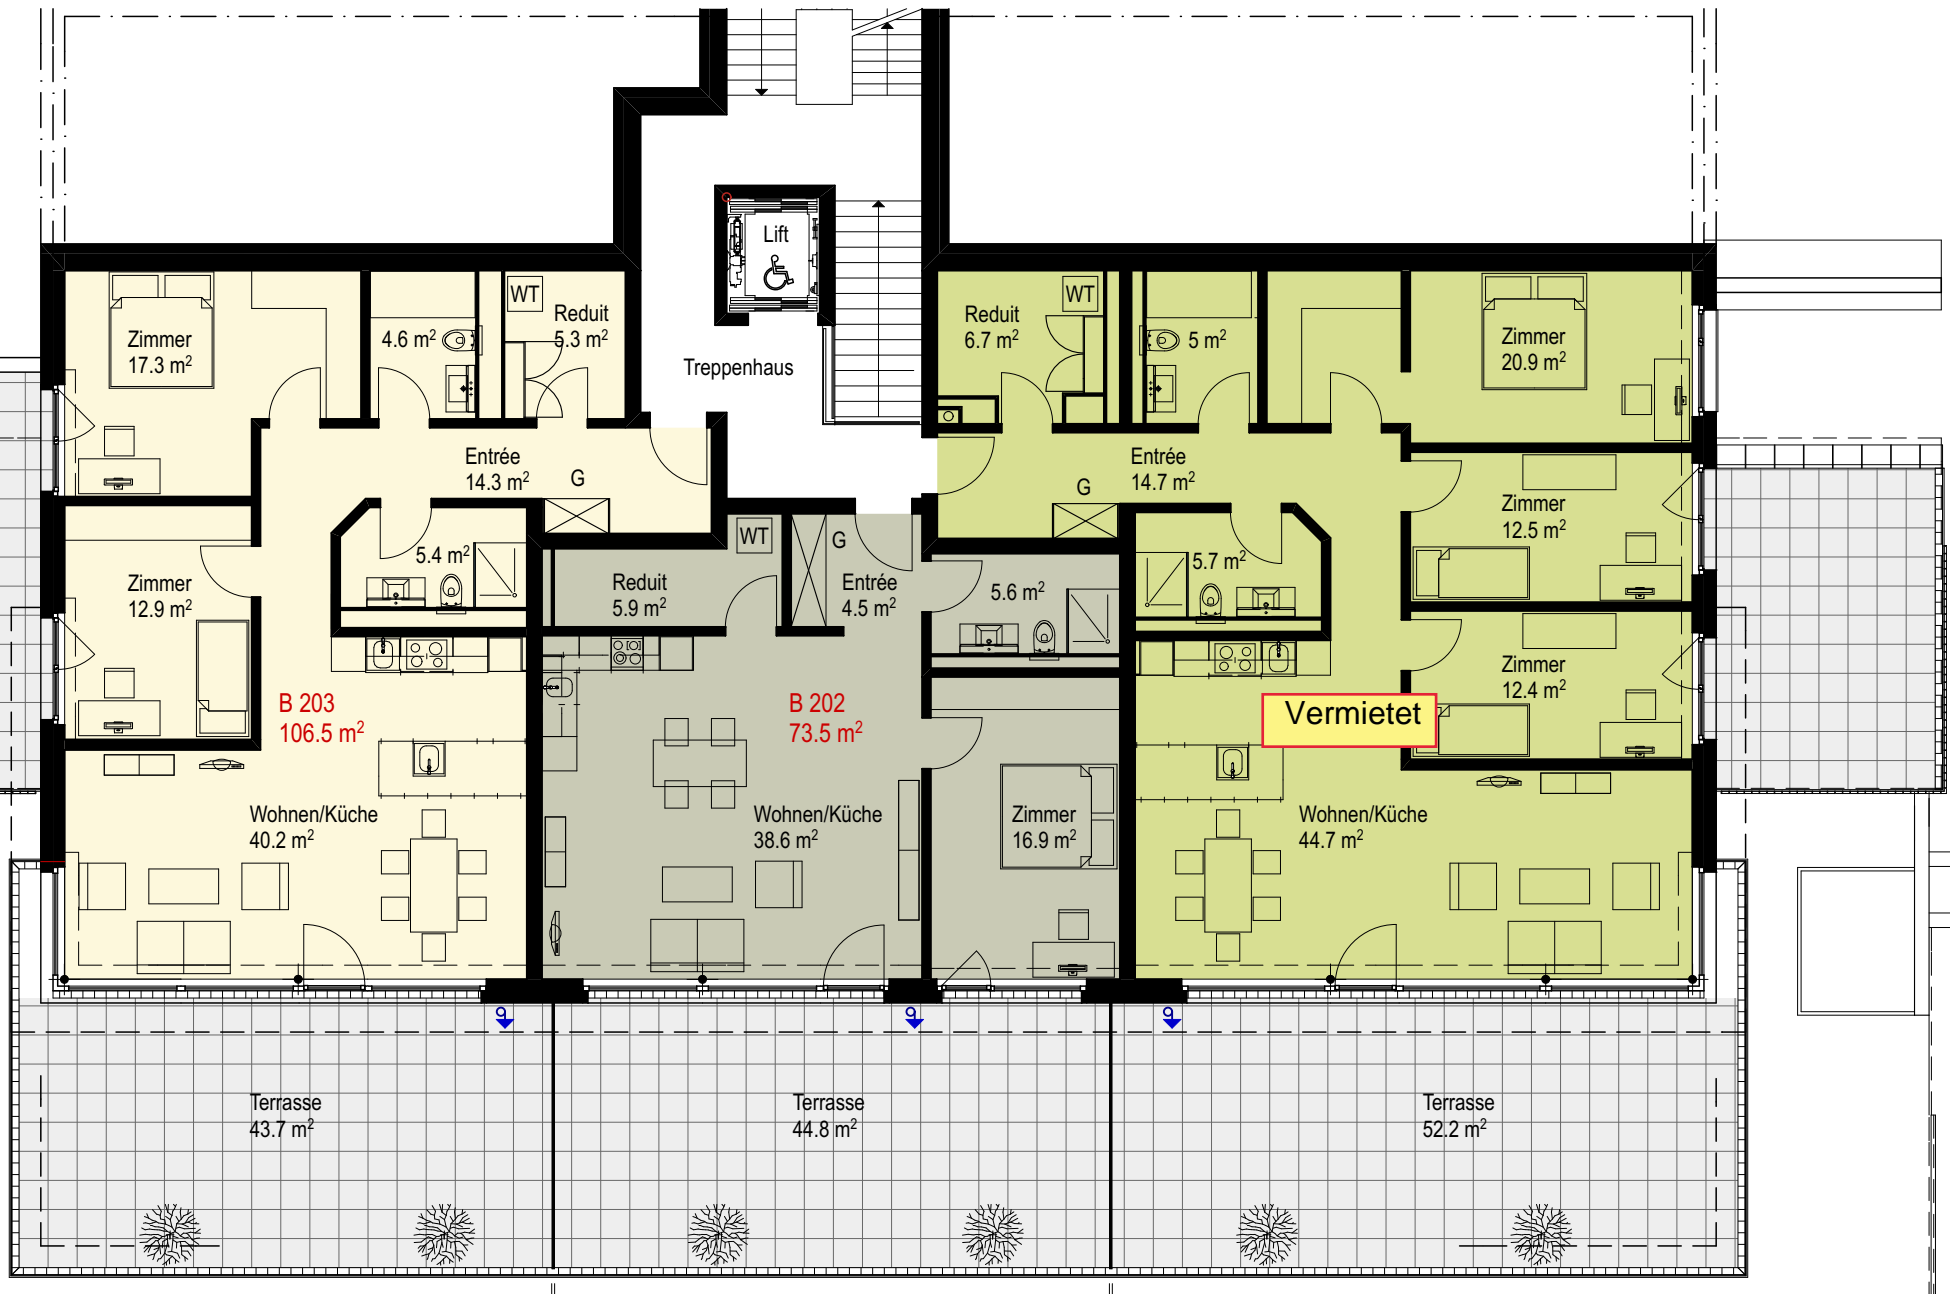 Lift
Treppenhaus
Zimmer
17.3 m²
4.6 m²
WT
Reduit
5.3 m²
Entrée
14.3 m²
G
5.4 m²
Zimmer
12.9 m²
B 203
106.5 m²
Wohnen/Küche
40.2 m²
WT
G
Reduit
5.9 m²
Entrée
4.5 m²
5.6 m²
B 202
73.5 m²
Wohnen/Küche
38.6 m²
Zimmer
16.9 m²
Reduit
6.7 m²
WT
5 m²
Zimmer
20.9 m²
Entrée
14.7 m²
G
Zimmer
12.5 m²
5.7 m²
Zimmer
12.4 m²
Vermietet
Wohnen/Küche
44.7 m²
Terrasse
43.7 m²
Terrasse
44.8 m²
Terrasse
52.2 m²